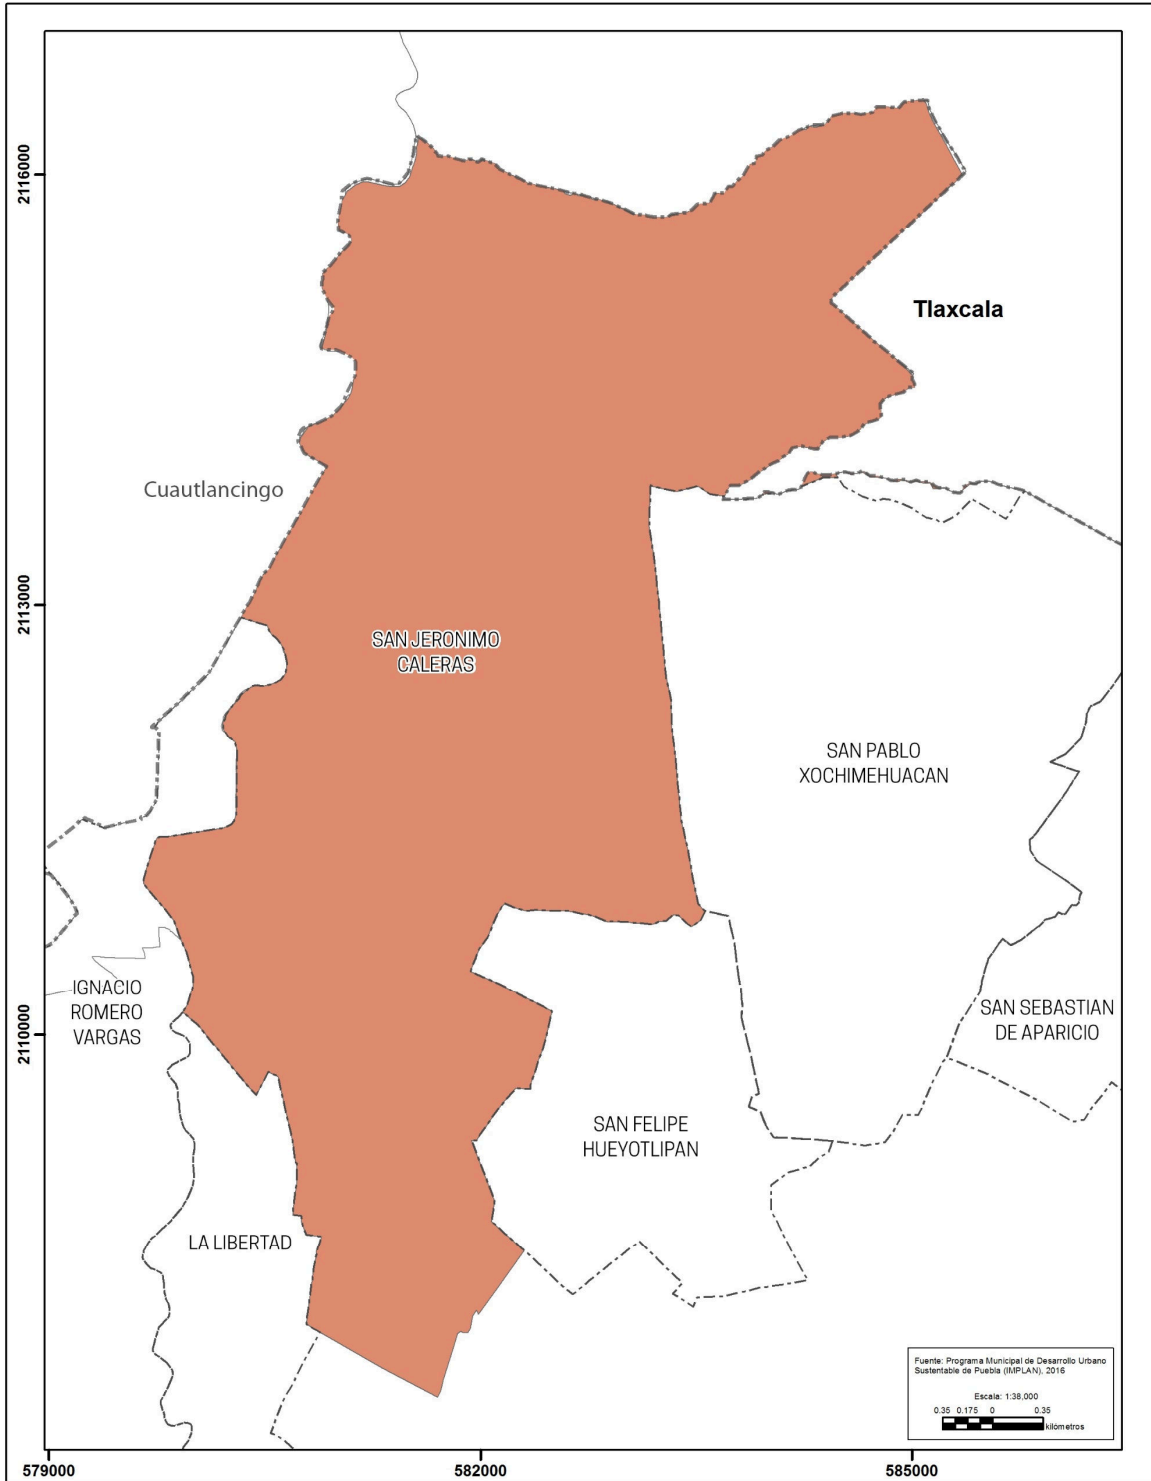 2116000
Tlaxcala
Cuautlancingo
2113000
SAN JERONIMO
CALERAS
SAN PABLO
XOCHIMEHUACAN
IGNACIO
ROMERO
VARGAS
SAN SEBASTIAN
DE APARICIO
2110000
SAN FELIPE
HUEYOTLIPAN
LA LIBERTAD
Fuente: Programa Municipal de Desarrollo Urbano
Sustentable de Puebla (IMPLAN), 2016
Escala: 1:38,000
0.35 0.175 0 0.35
kilómetros
579000 582000 585000